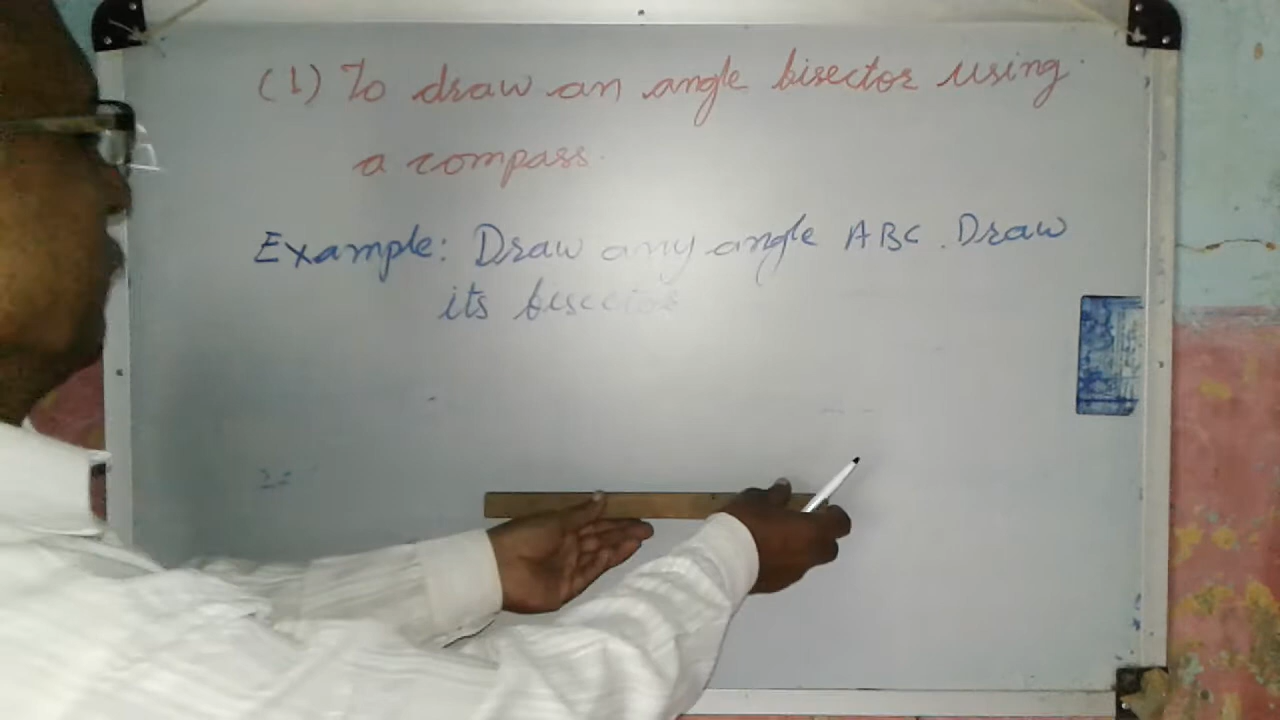 (1) To draw an angle bisector using
a compass.
Example: Draw any angle ABC. Draw
its bisector